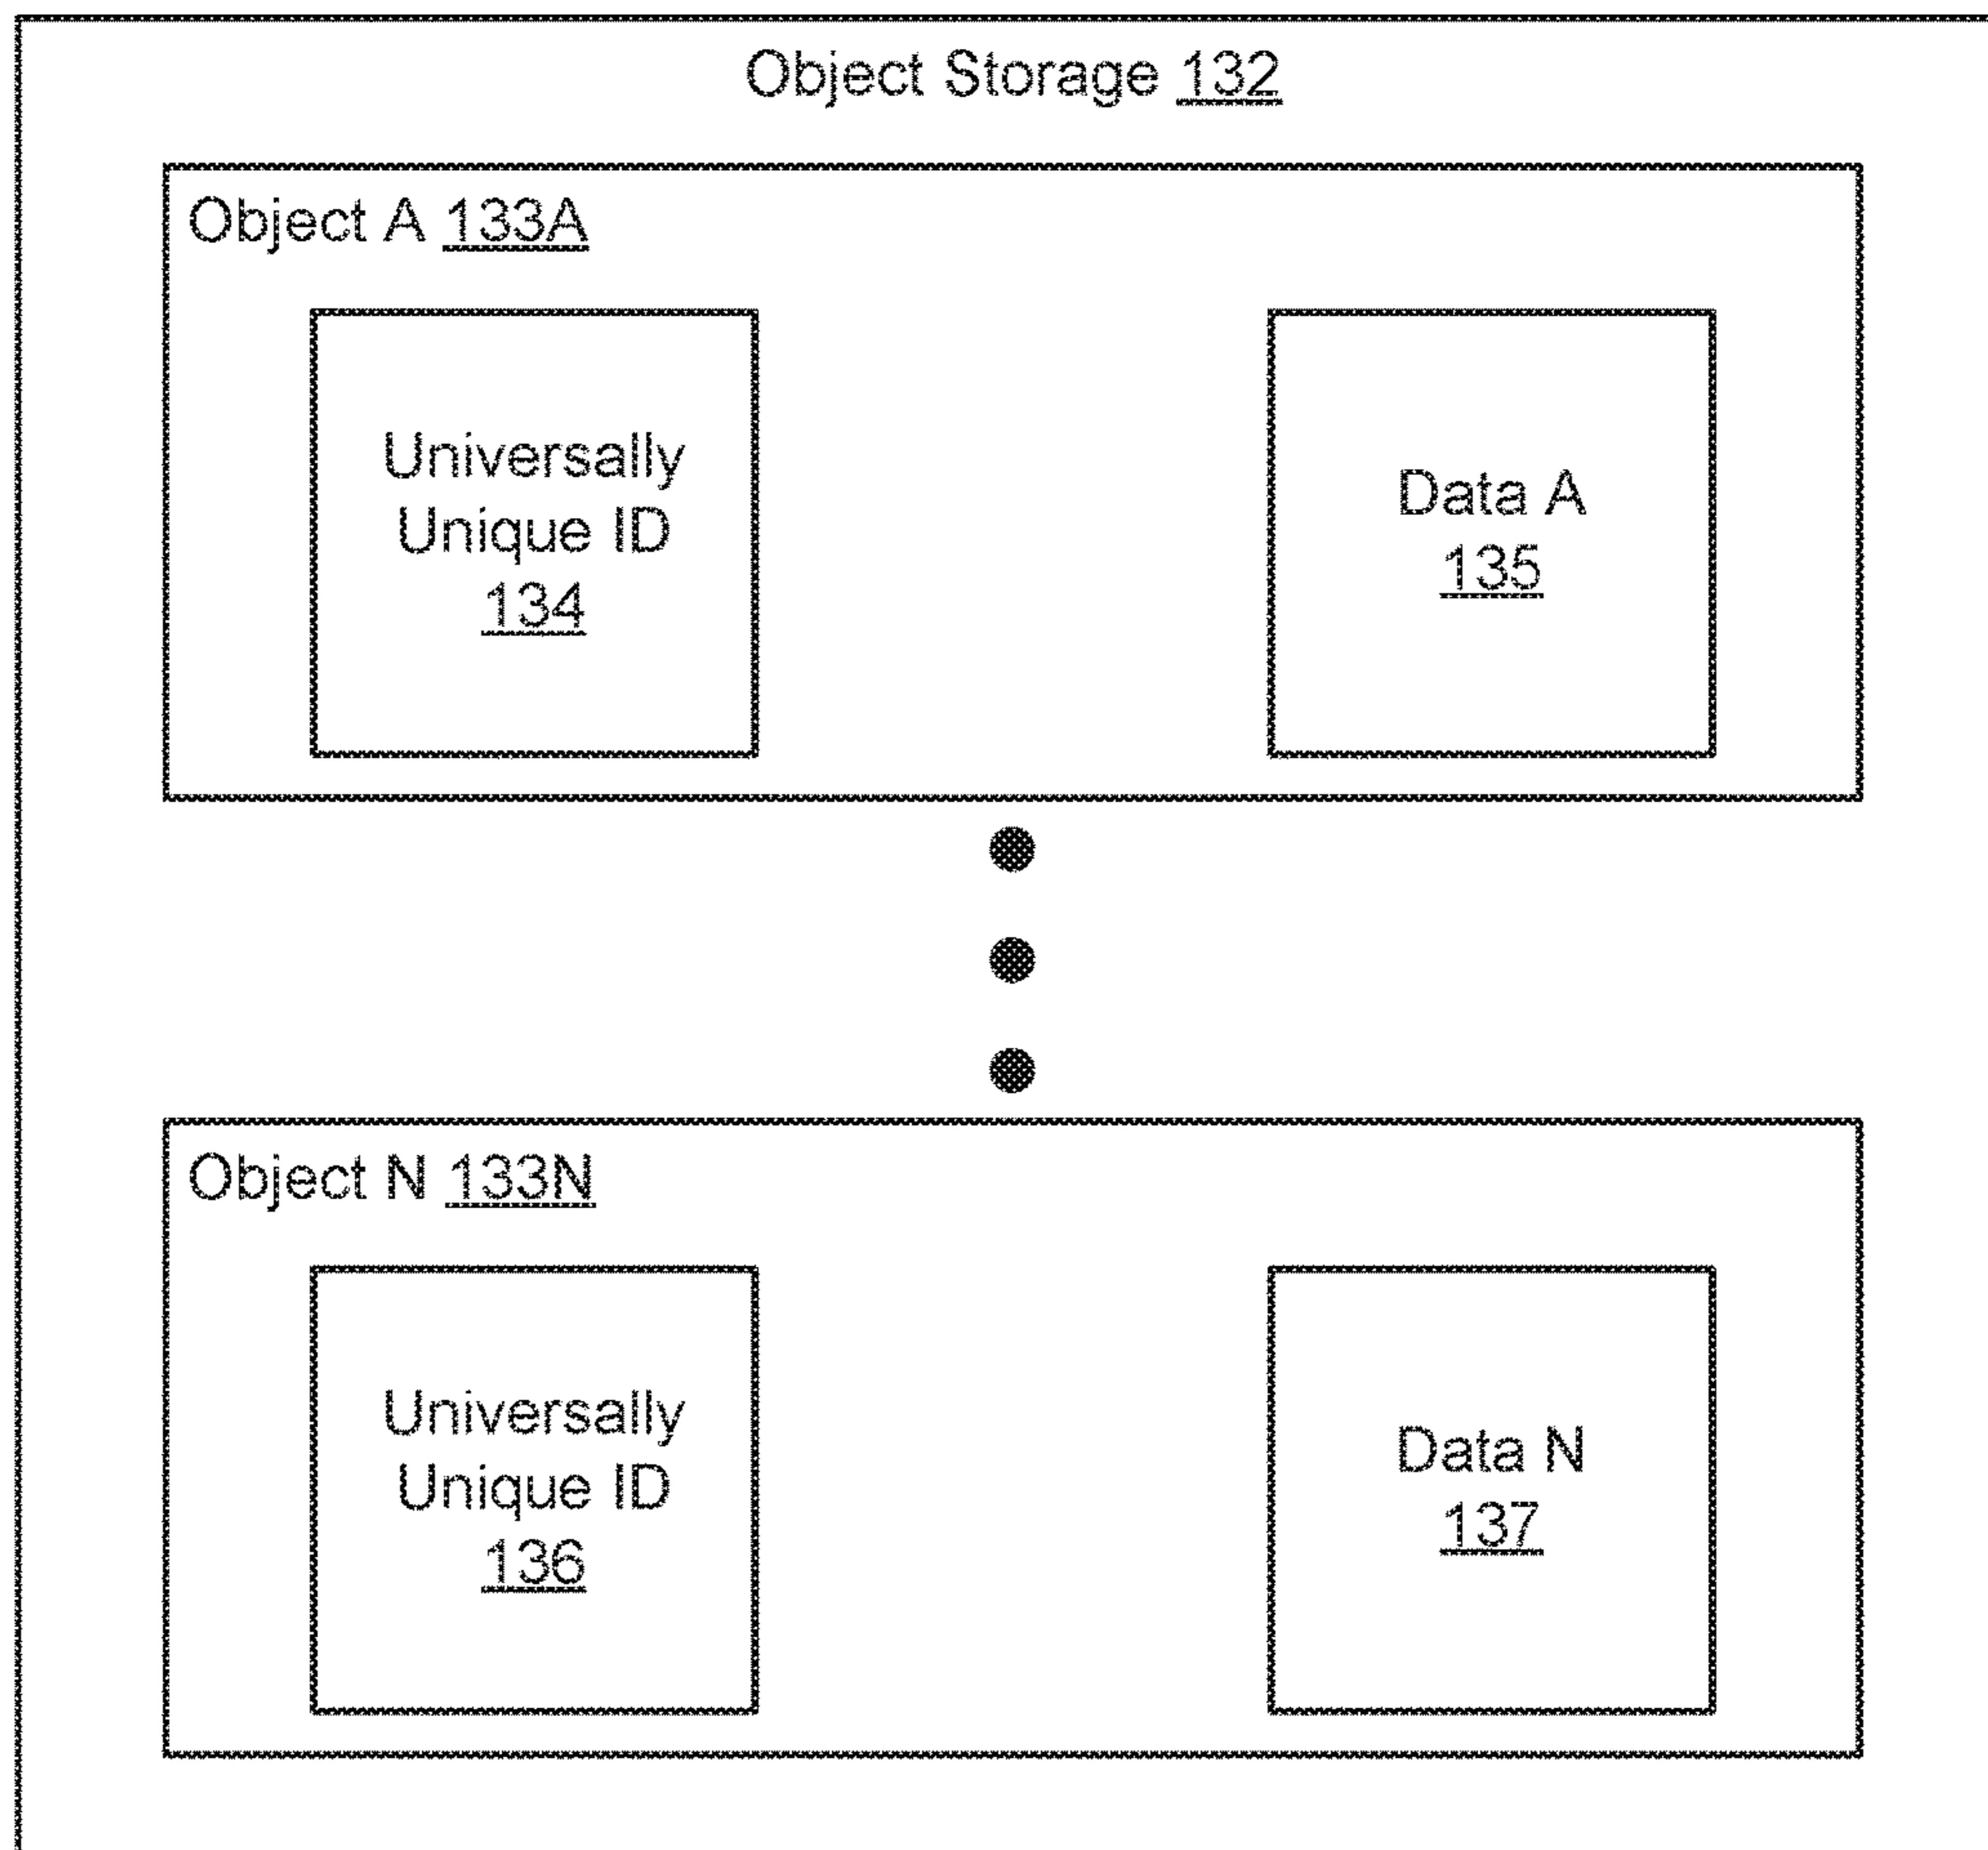 Object Storage 132
Object A 133A
Universally
Unique ID
134
Data A
135
Object N 133N
Universally
Unique ID
136
Data N
137